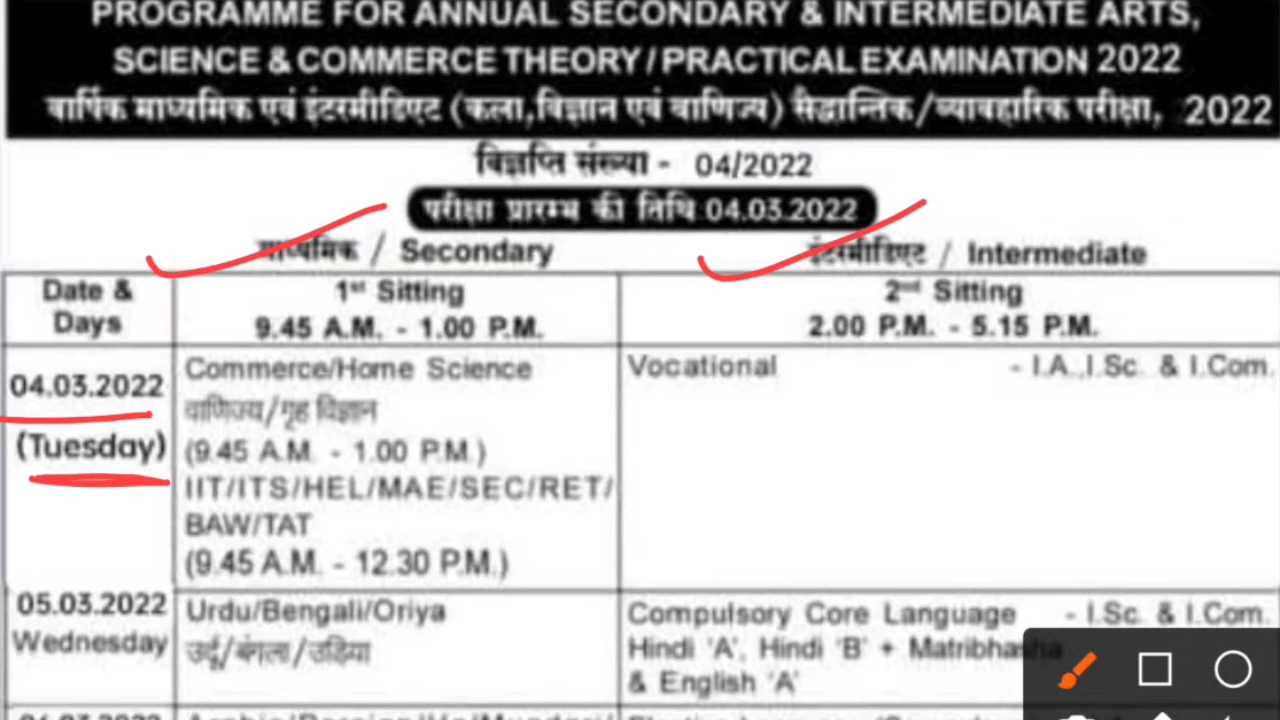 PROGRAMME FOR ANNUAL SECONDARY & INTERMEDIATE ARTS,
SCIENCE & COMMERCE THEORY / PRACTICAL EXAMINATION 2022
वार्षिक माध्यमिक एवं इंटरमीडिएट (कला,विज्ञान एवं वाणिज्य) सैद्धान्तिक/व्यावहारिक परीक्षा, 2022
विज्ञप्ति संख्या - 04/2022
परीक्षा प्रारम्भ की तिथि 04.03.2022
माध्यमिक / Secondary
इंटरमीडिएट / Intermediate
Date & Days
1st Sitting
9.45 A.M. - 1.00 P.M.
2nd Sitting
2.00 P.M. - 5.15 P.M.
04.03.2022
(Tuesday)
Commerce/Home Science
वाणिज्य/गृह विज्ञान
(9.45 A.M. - 1.00 P.M.)
IIT/ITS/HEL/MAE/SEC/RET/
BAW/TAT
(9.45 A.M. - 12.30 P.M.)
Vocational - I.A.,I.Sc. & I.Com.
05.03.2022
Wednesday
Urdu/Bengali/Oriya
उर्दू/बंगला/उडिया
Compulsory Core Language - I.Sc. & I.Com.
Hindi 'A', Hindi 'B' + Matribhasha
& English 'A'